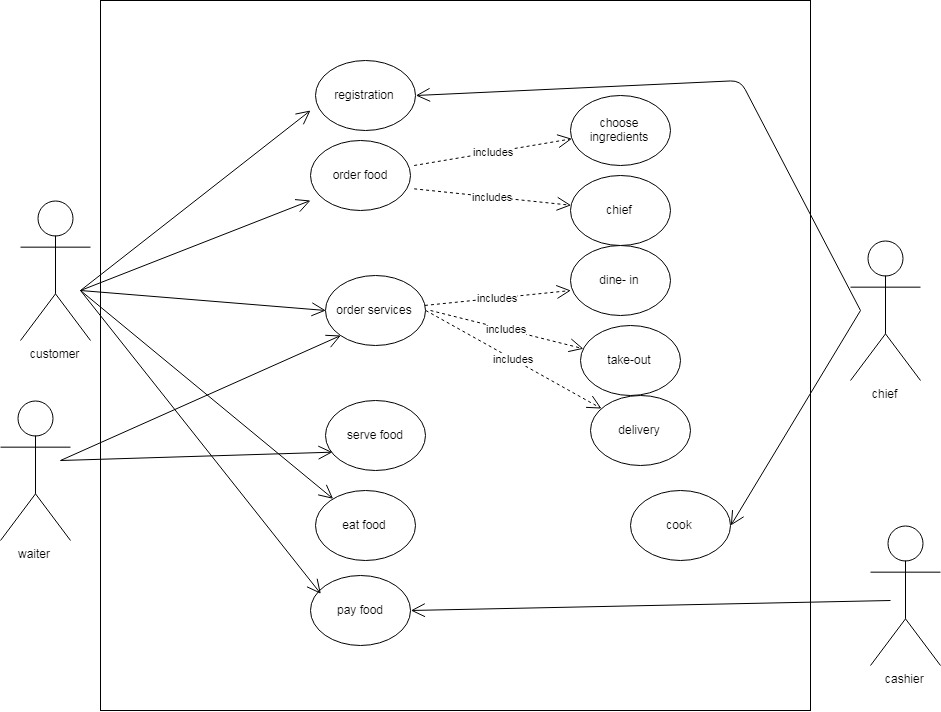 registration
choose
ingredients
includes
order food
includes
chief
dine- in
includes
order services
includes
take-out
includes
customer
chief
delivery
serve food
eat food
cook
waiter
pay food
cashier